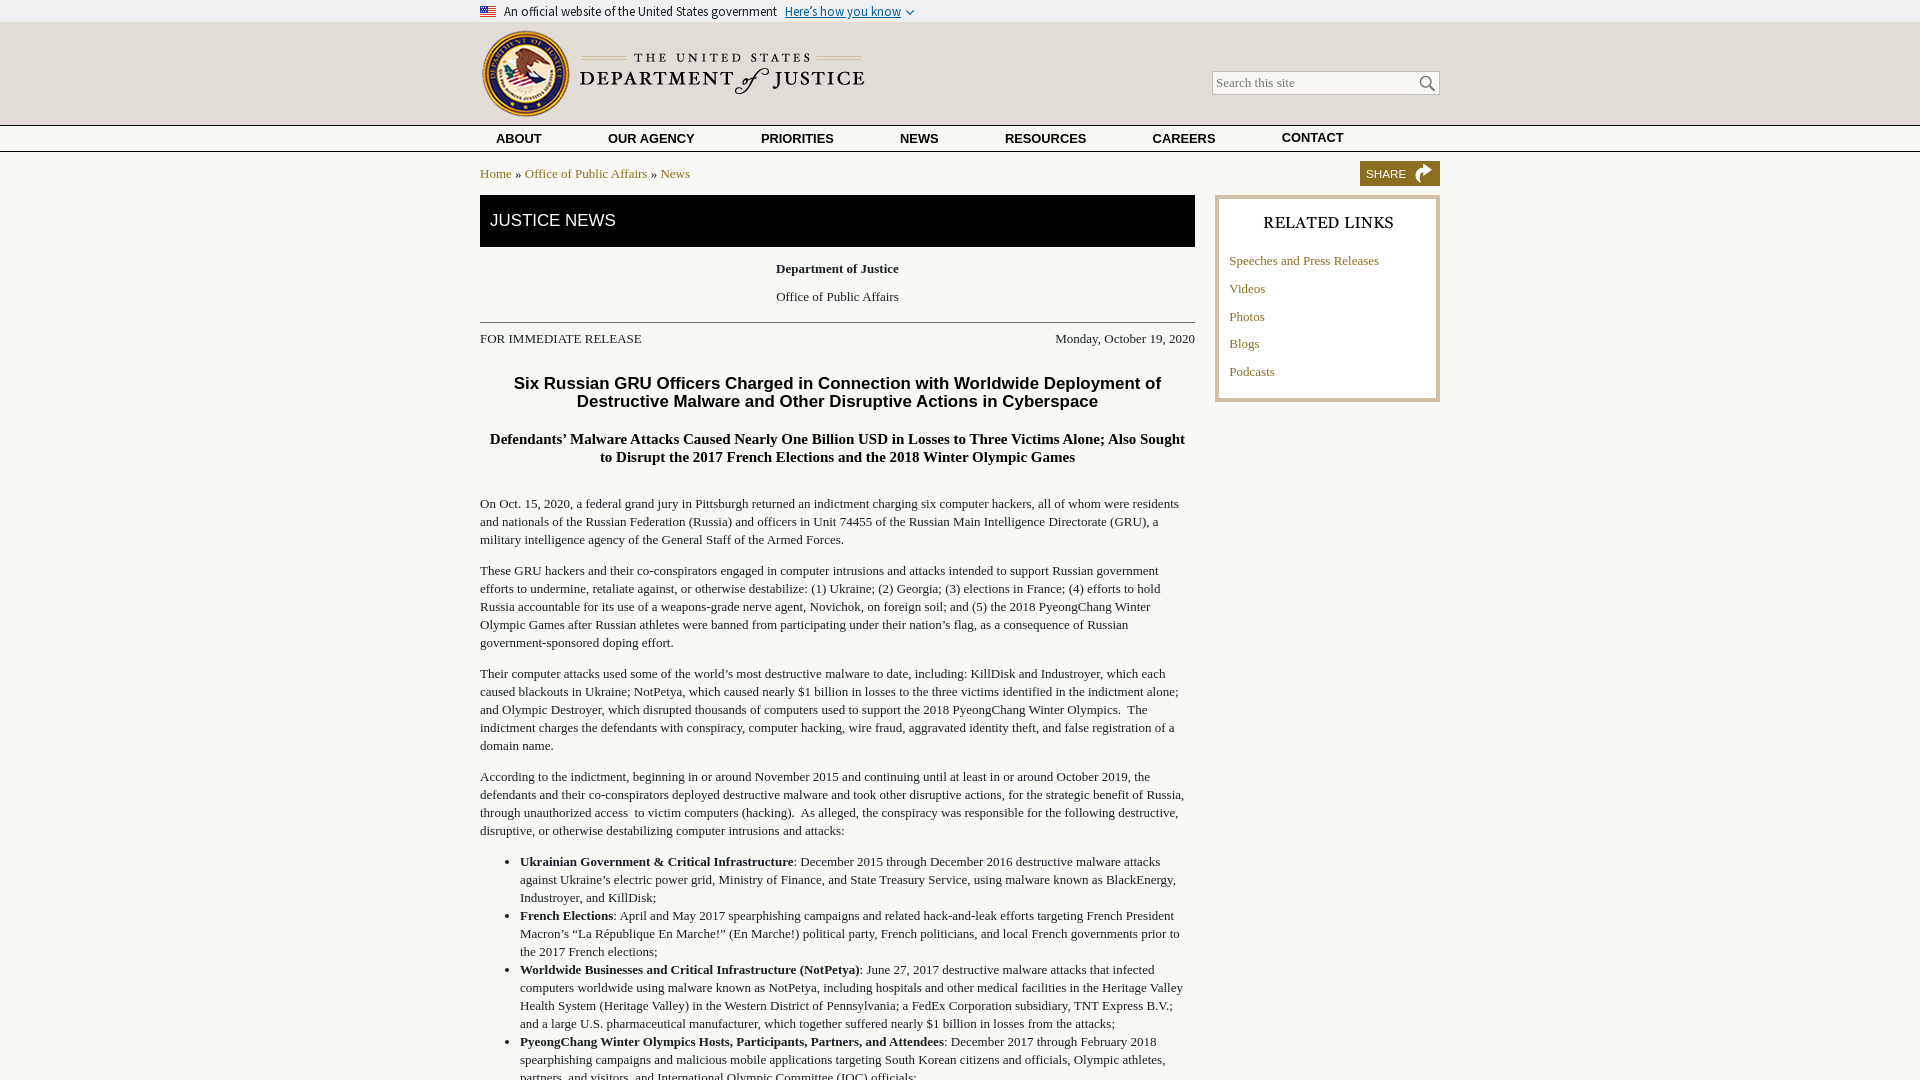 An official website of the United States government Here’s how you know
THE UNITED STATES
DEPARTMENT of JUSTICE
Search this site
ABOUT OUR AGENCY PRIORITIES NEWS RESOURCES CAREERS CONTACT
Home » Office of Public Affairs » News
SHARE
JUSTICE NEWS
Department of Justice
Office of Public Affairs
FOR IMMEDIATE RELEASE Monday, October 19, 2020
Six Russian GRU Officers Charged in Connection with Worldwide Deployment of
Destructive Malware and Other Disruptive Actions in Cyberspace
Defendants’ Malware Attacks Caused Nearly One Billion USD in Losses to Three Victims Alone; Also Sought
to Disrupt the 2017 French Elections and the 2018 Winter Olympic Games
On Oct. 15, 2020, a federal grand jury in Pittsburgh returned an indictment charging six computer hackers, all of whom were residents
and nationals of the Russian Federation (Russia) and officers in Unit 74455 of the Russian Main Intelligence Directorate (GRU), a
military intelligence agency of the General Staff of the Armed Forces.
These GRU hackers and their co-conspirators engaged in computer intrusions and attacks intended to support Russian government
efforts to undermine, retaliate against, or otherwise destabilize: (1) Ukraine; (2) Georgia; (3) elections in France; (4) efforts to hold
Russia accountable for its use of a weapons-grade nerve agent, Novichok, on foreign soil; and (5) the 2018 PyeongChang Winter
Olympic Games after Russian athletes were banned from participating under their nation’s flag, as a consequence of Russian
government-sponsored doping effort.
Their computer attacks used some of the world’s most destructive malware to date, including: KillDisk and Industroyer, which each
caused blackouts in Ukraine; NotPetya, which caused nearly $1 billion in losses to the three victims identified in the indictment alone;
and Olympic Destroyer, which disrupted thousands of computers used to support the 2018 PyeongChang Winter Olympics. The
indictment charges the defendants with conspiracy, computer hacking, wire fraud, aggravated identity theft, and false registration of a
domain name.
According to the indictment, beginning in or around November 2015 and continuing until at least in or around October 2019, the
defendants and their co-conspirators deployed destructive malware and took other disruptive actions, for the strategic benefit of Russia,
through unauthorized access to victim computers (hacking). As alleged, the conspiracy was responsible for the following destructive,
disruptive, or otherwise destabilizing computer intrusions and attacks:
• Ukrainian Government & Critical Infrastructure: December 2015 through December 2016 destructive malware attacks
against Ukraine’s electric power grid, Ministry of Finance, and State Treasury Service, using malware known as BlackEnergy,
Industroyer, and KillDisk;
• French Elections: April and May 2017 spearphishing campaigns and related hack-and-leak efforts targeting French President
Macron’s “La République En Marche!” (En Marche!) political party, French politicians, and local French governments prior to
the 2017 French elections;
• Worldwide Businesses and Critical Infrastructure (NotPetya): June 27, 2017 destructive malware attacks that infected
computers worldwide using malware known as NotPetya, including hospitals and other medical facilities in the Heritage Valley
Health System (Heritage Valley) in the Western District of Pennsylvania; a FedEx Corporation subsidiary, TNT Express B.V.;
and a large U.S. pharmaceutical manufacturer, which together suffered nearly $1 billion in losses from the attacks;
• PyeongChang Winter Olympics Hosts, Participants, Partners, and Attendees: December 2017 through February 2018
spearphishing campaigns and malicious mobile applications targeting South Korean citizens and officials, Olympic athletes,
partners, and visitors, and International Olympic Committee (IOC) officials;
RELATED LINKS
Speeches and Press Releases
Videos
Photos
Blogs
Podcasts